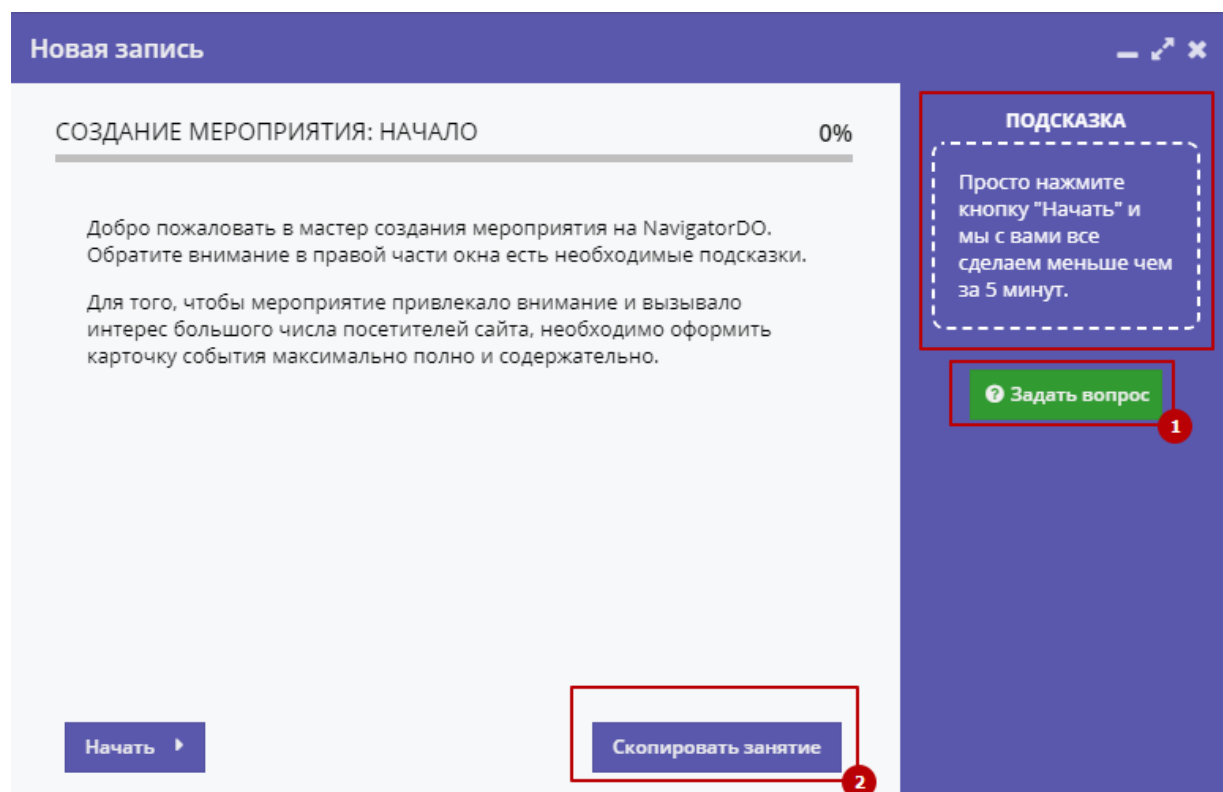 Новая запись
СОЗДАНИЕ МЕРОПРИЯТИЯ: НАЧАЛО 0%
Добро пожаловать в мастер создания мероприятия на NavigatorDO.
Обратите внимание в правой части окна есть необходимые подсказки.
Для того, чтобы мероприятие привлекало внимание и вызывало
интерес большого числа посетителей сайта, необходимо оформить
карточку события максимально полно и содержательно.
Начать
Скопировать занятие
2
ПОДСКАЗКА
Просто нажмите
кнопку "Начать" и
мы с вами все
сделаем меньше чем
за 5 минут.
? Задать вопрос
1